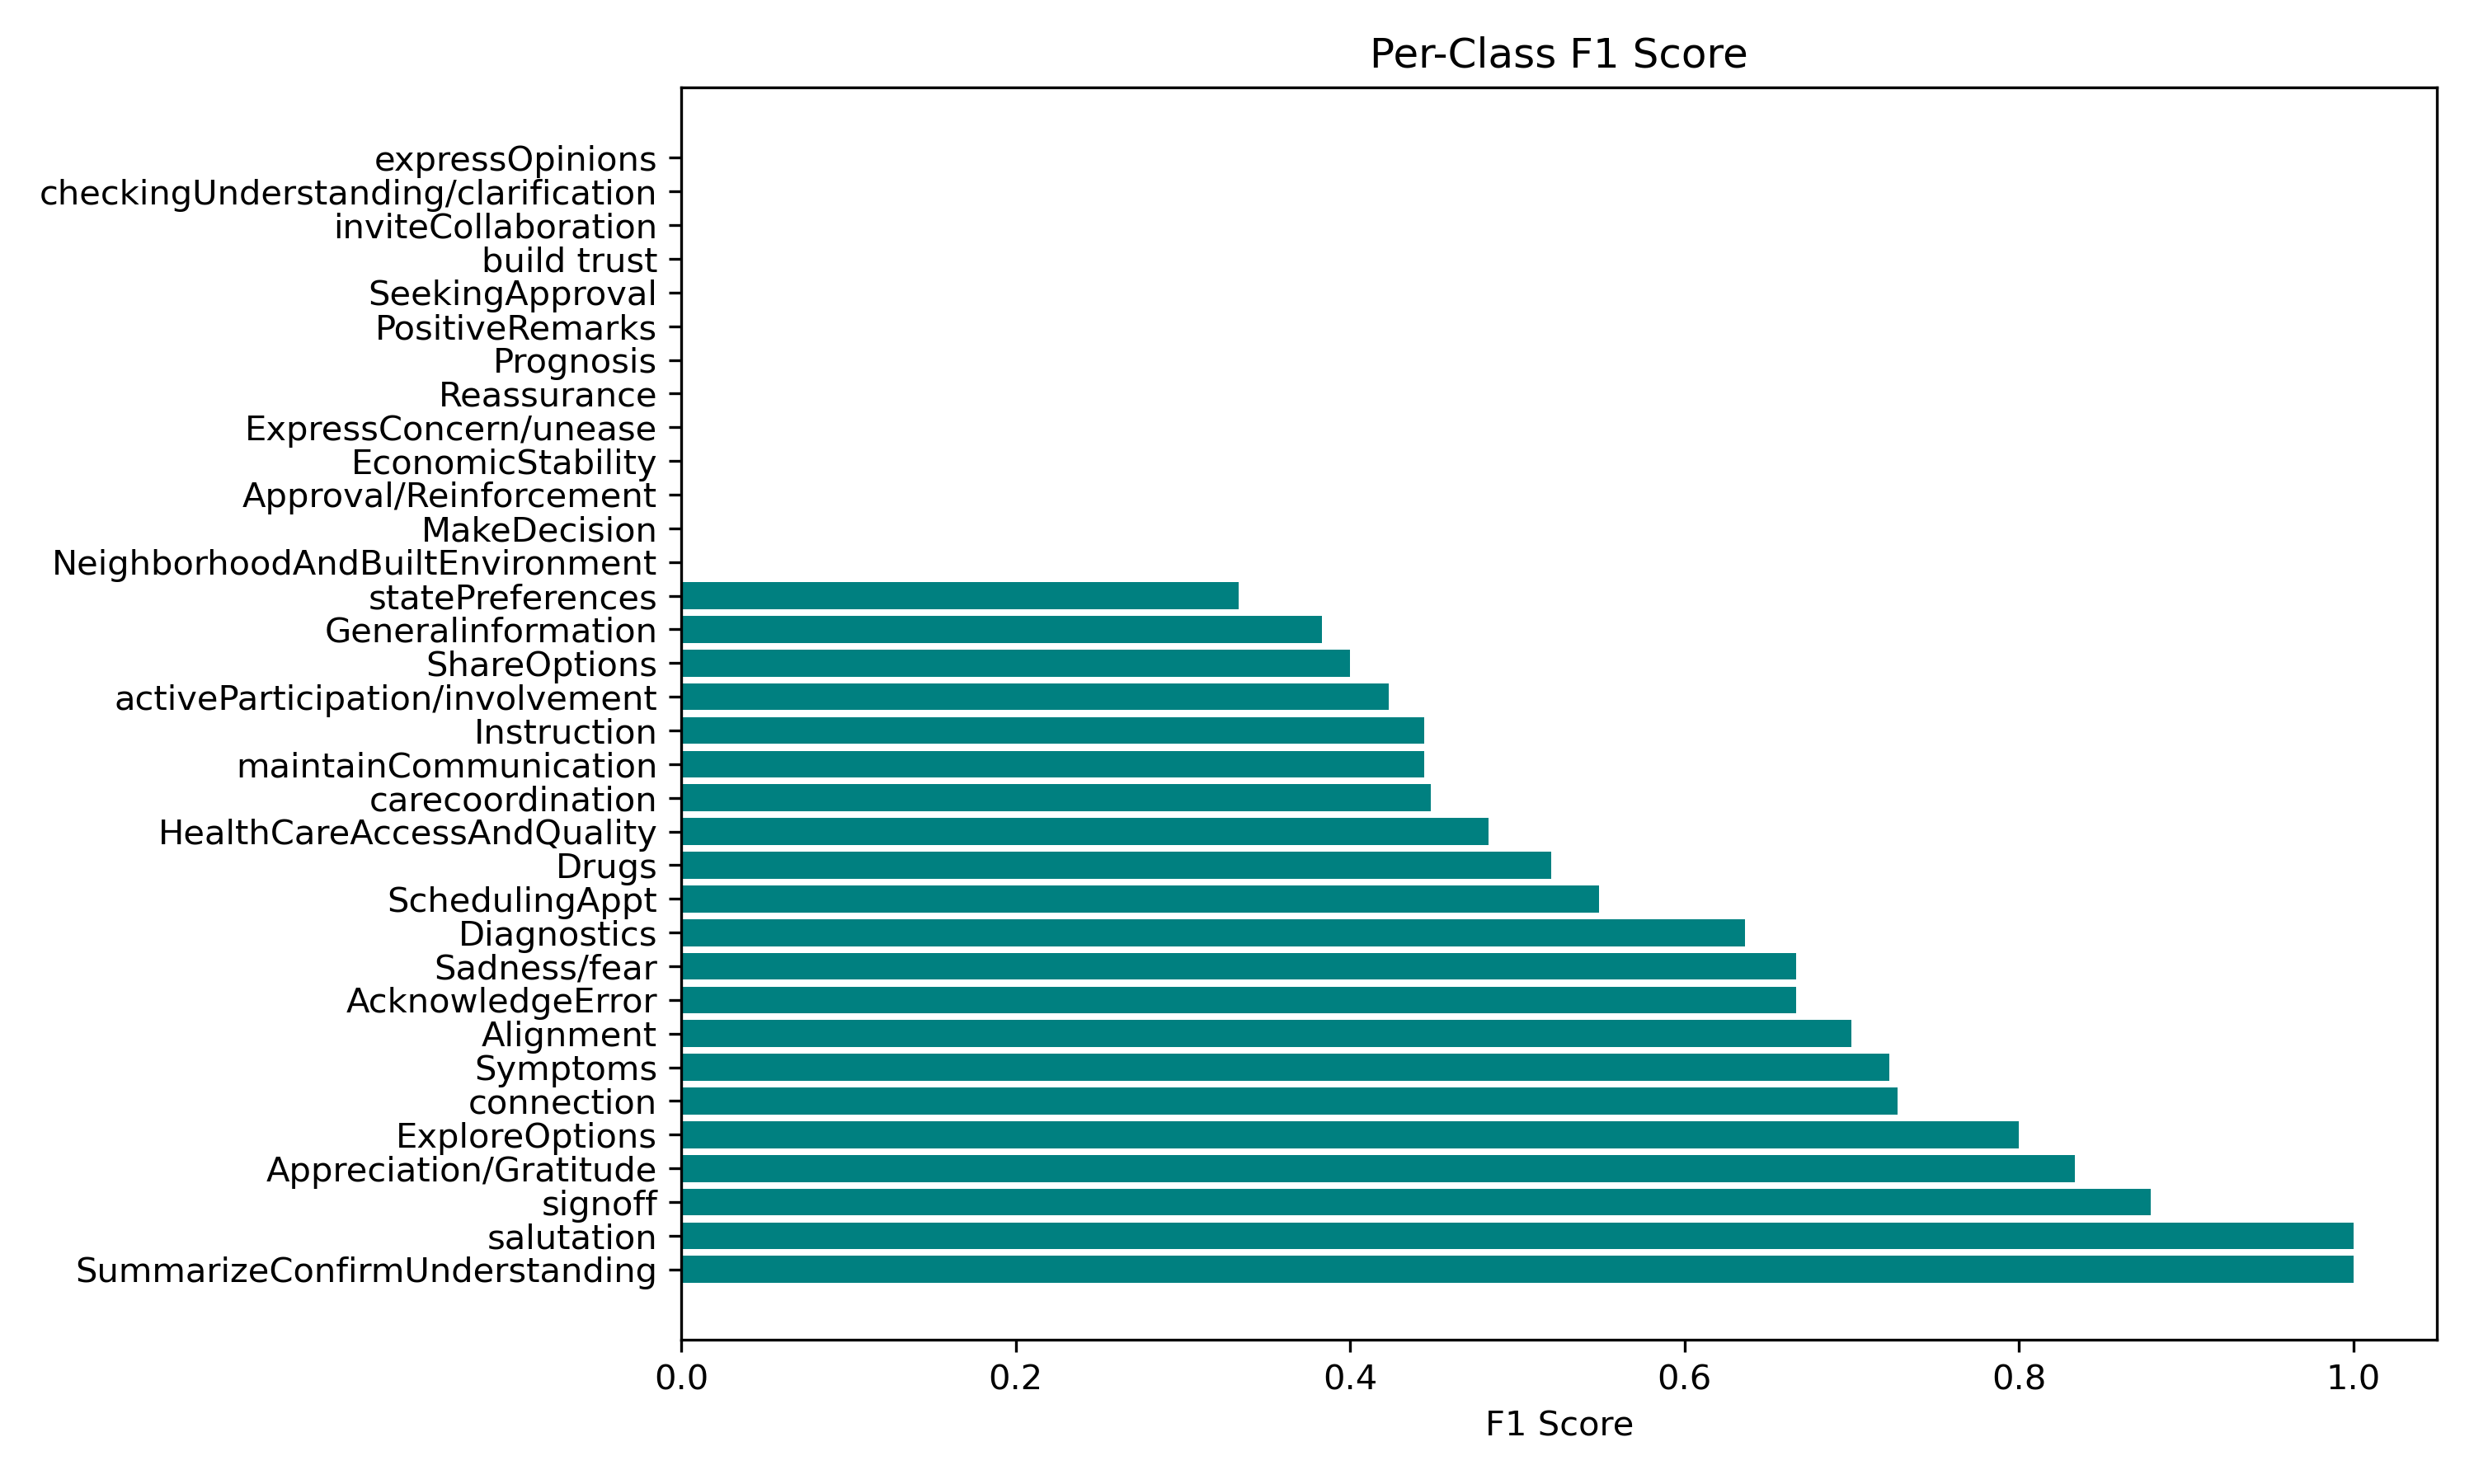 Per-Class F1 Score
expressOpinions
checkingUnderstanding/clarification
inviteCollaboration
build trust
SeekingApproval
PositiveRemarks
Prognosis
Reassurance
ExpressConcern/unease
EconomicStability
Approval/Reinforcement
MakeDecision
NeighborhoodAndBuiltEnvironment
statePreferences
Generalinformation
ShareOptions
activeParticipation/involvement
Instruction
maintainCommunication
carecoordination
HealthCareAccessAndQuality
Drugs
SchedulingAppt
Diagnostics
Sadness/fear
AcknowledgeError
Alignment
Symptoms
connection
ExploreOptions
Appreciation/Gratitude
signoff
salutation
SummarizeConfirmUnderstanding
0.0 0.2 0.4 0.6 0.8 1.0
F1 Score